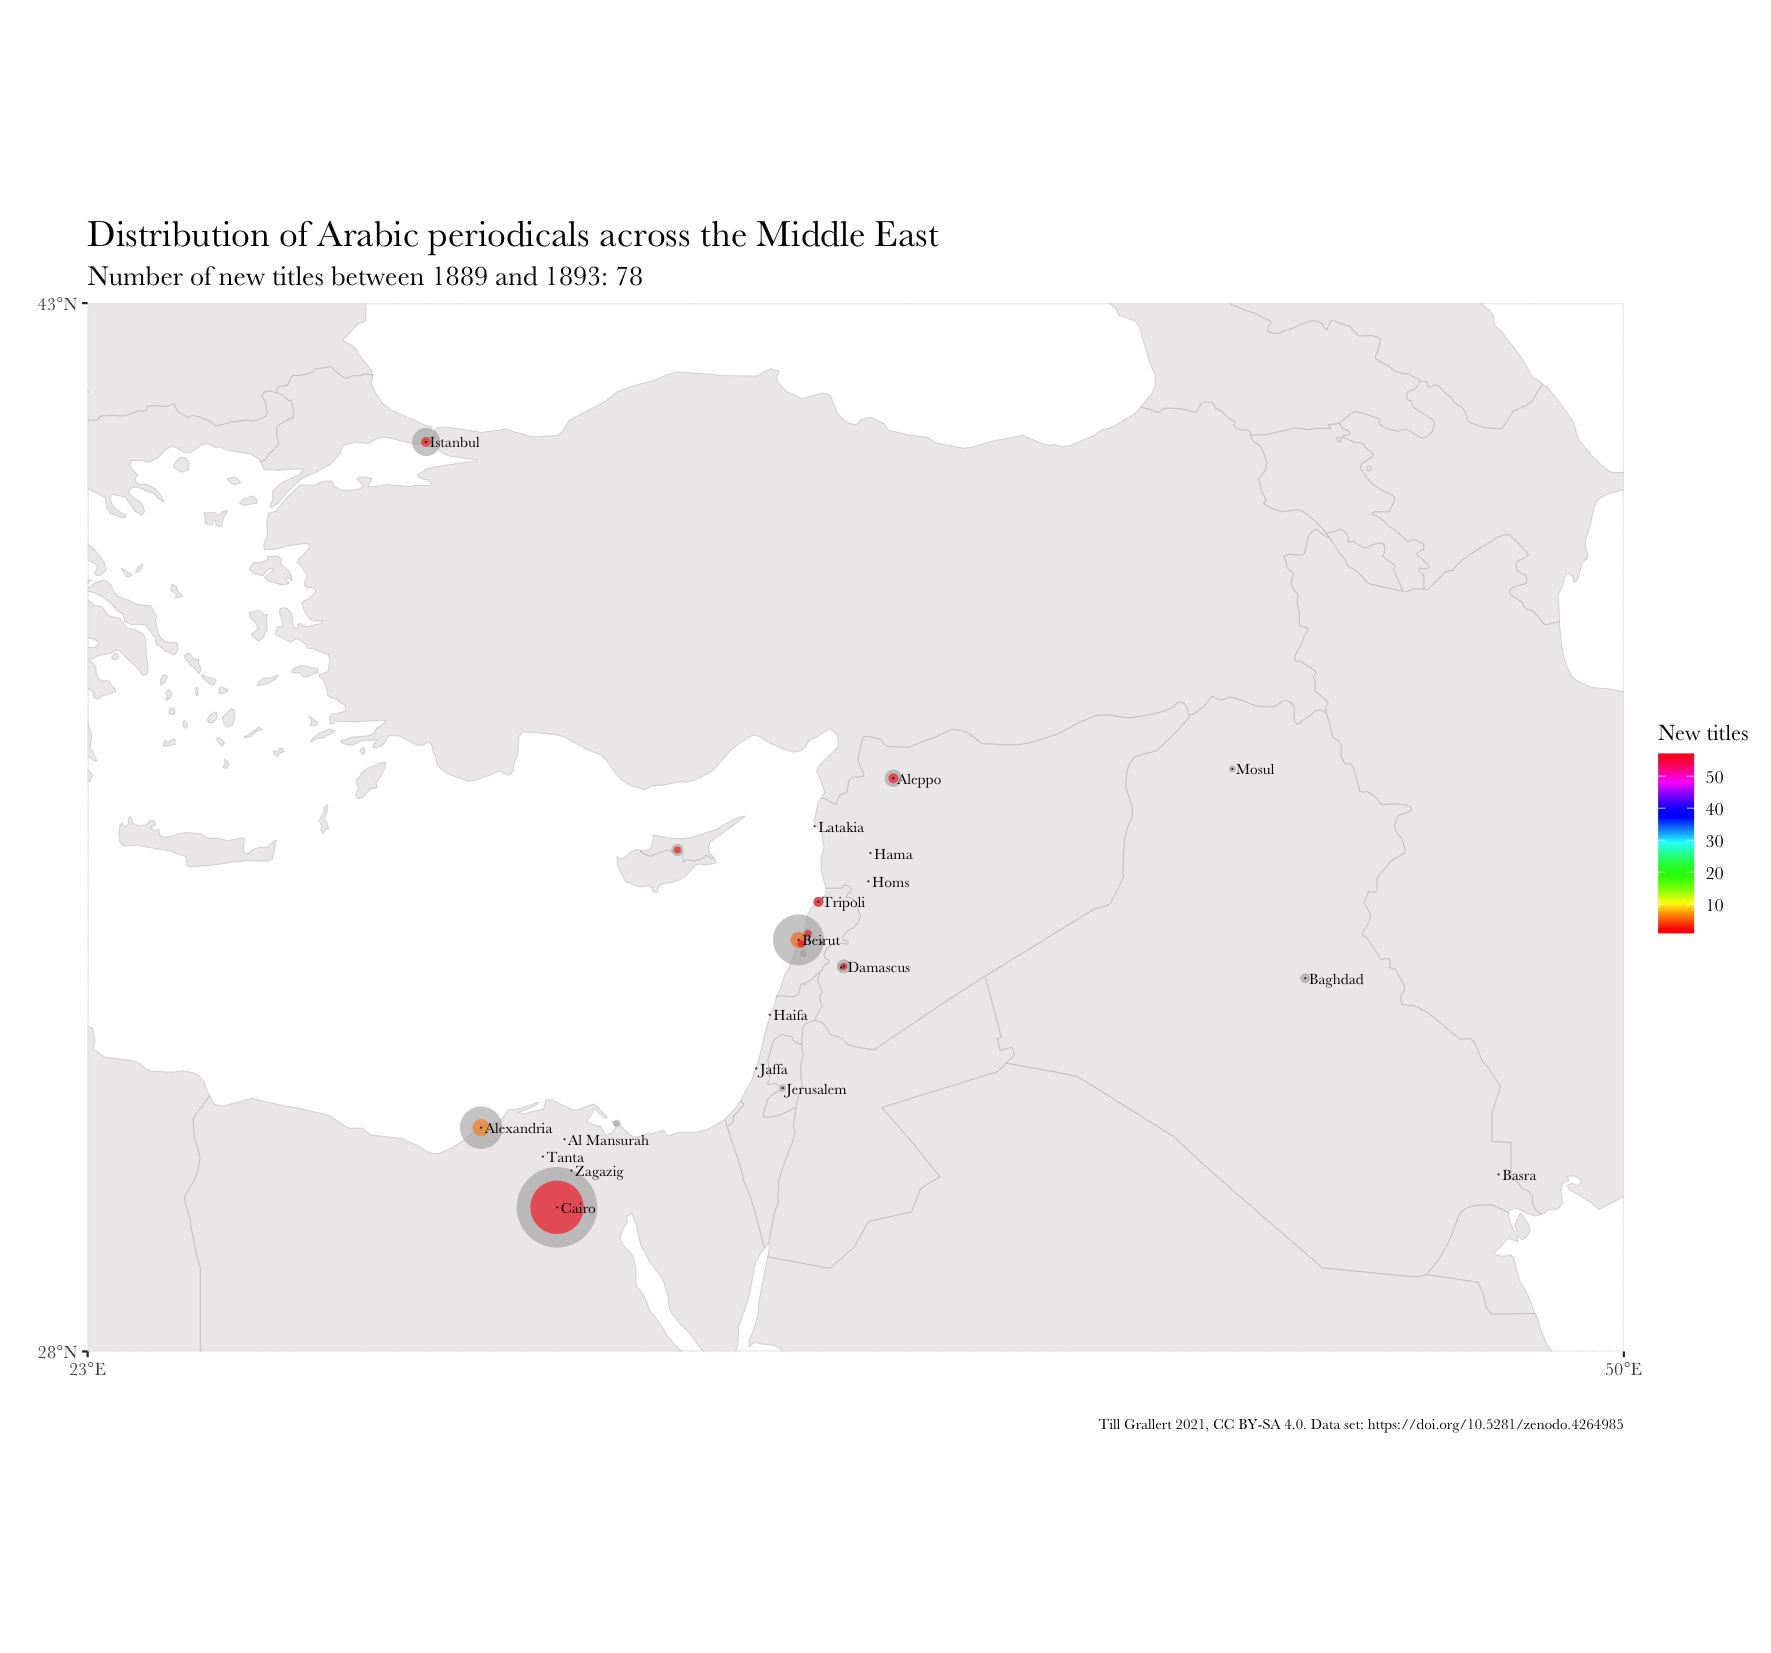 Distribution of Arabic periodicals across the Middle East
Number of new titles between 1889 and 1893: 78
43°N
Istanbul
New titles
Mosul
Aleppo
50
40
Latakia
30
Hama
20
Homs
Tripoli
10
Beirut
Damascus
Baghdad
Haifa
Jaffa
Jerusalem
Alexandria
Al Mansurah
Tanta
Zagazig
Basra
Cairo
28°N
23°E
50°E
Till Grallert 2021, CC BY-SA 4.0. Data set: https://doi.org/10.5281/zenodo.4264985